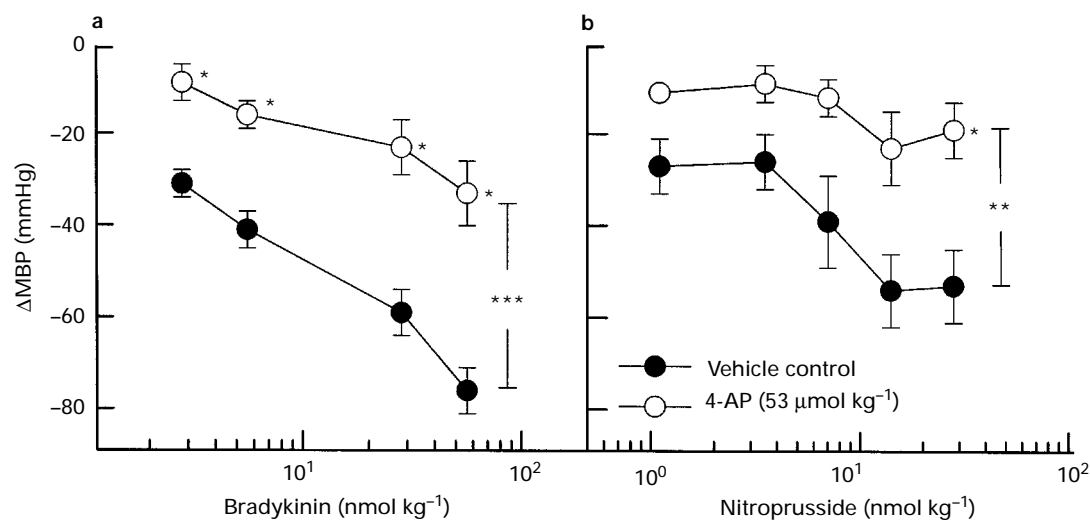 a
b
0
–20
–40
–60
–80
ΔMBP (mmHg)
*
*
*
*
***
*
**
Vehicle control
4-AP (53 μmol kg⁻¹)
10¹
10²
10⁰
10¹
10²
Bradykinin (nmol kg⁻¹)
Nitroprusside (nmol kg⁻¹)